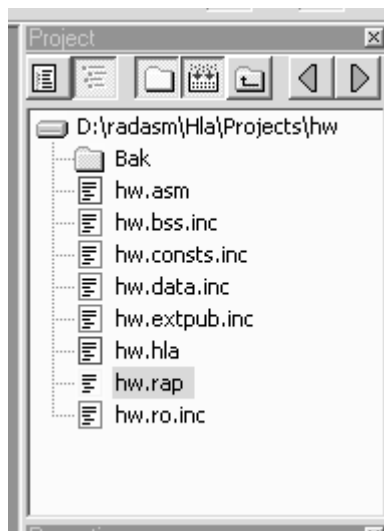 Project
D:\radasm\Hla\Projects\hw
Bak
hw.asm
hw.bss.inc
hw.consts.inc
hw.data.inc
hw.extpub.inc
hw.hla
hw.rap
hw.ro.inc